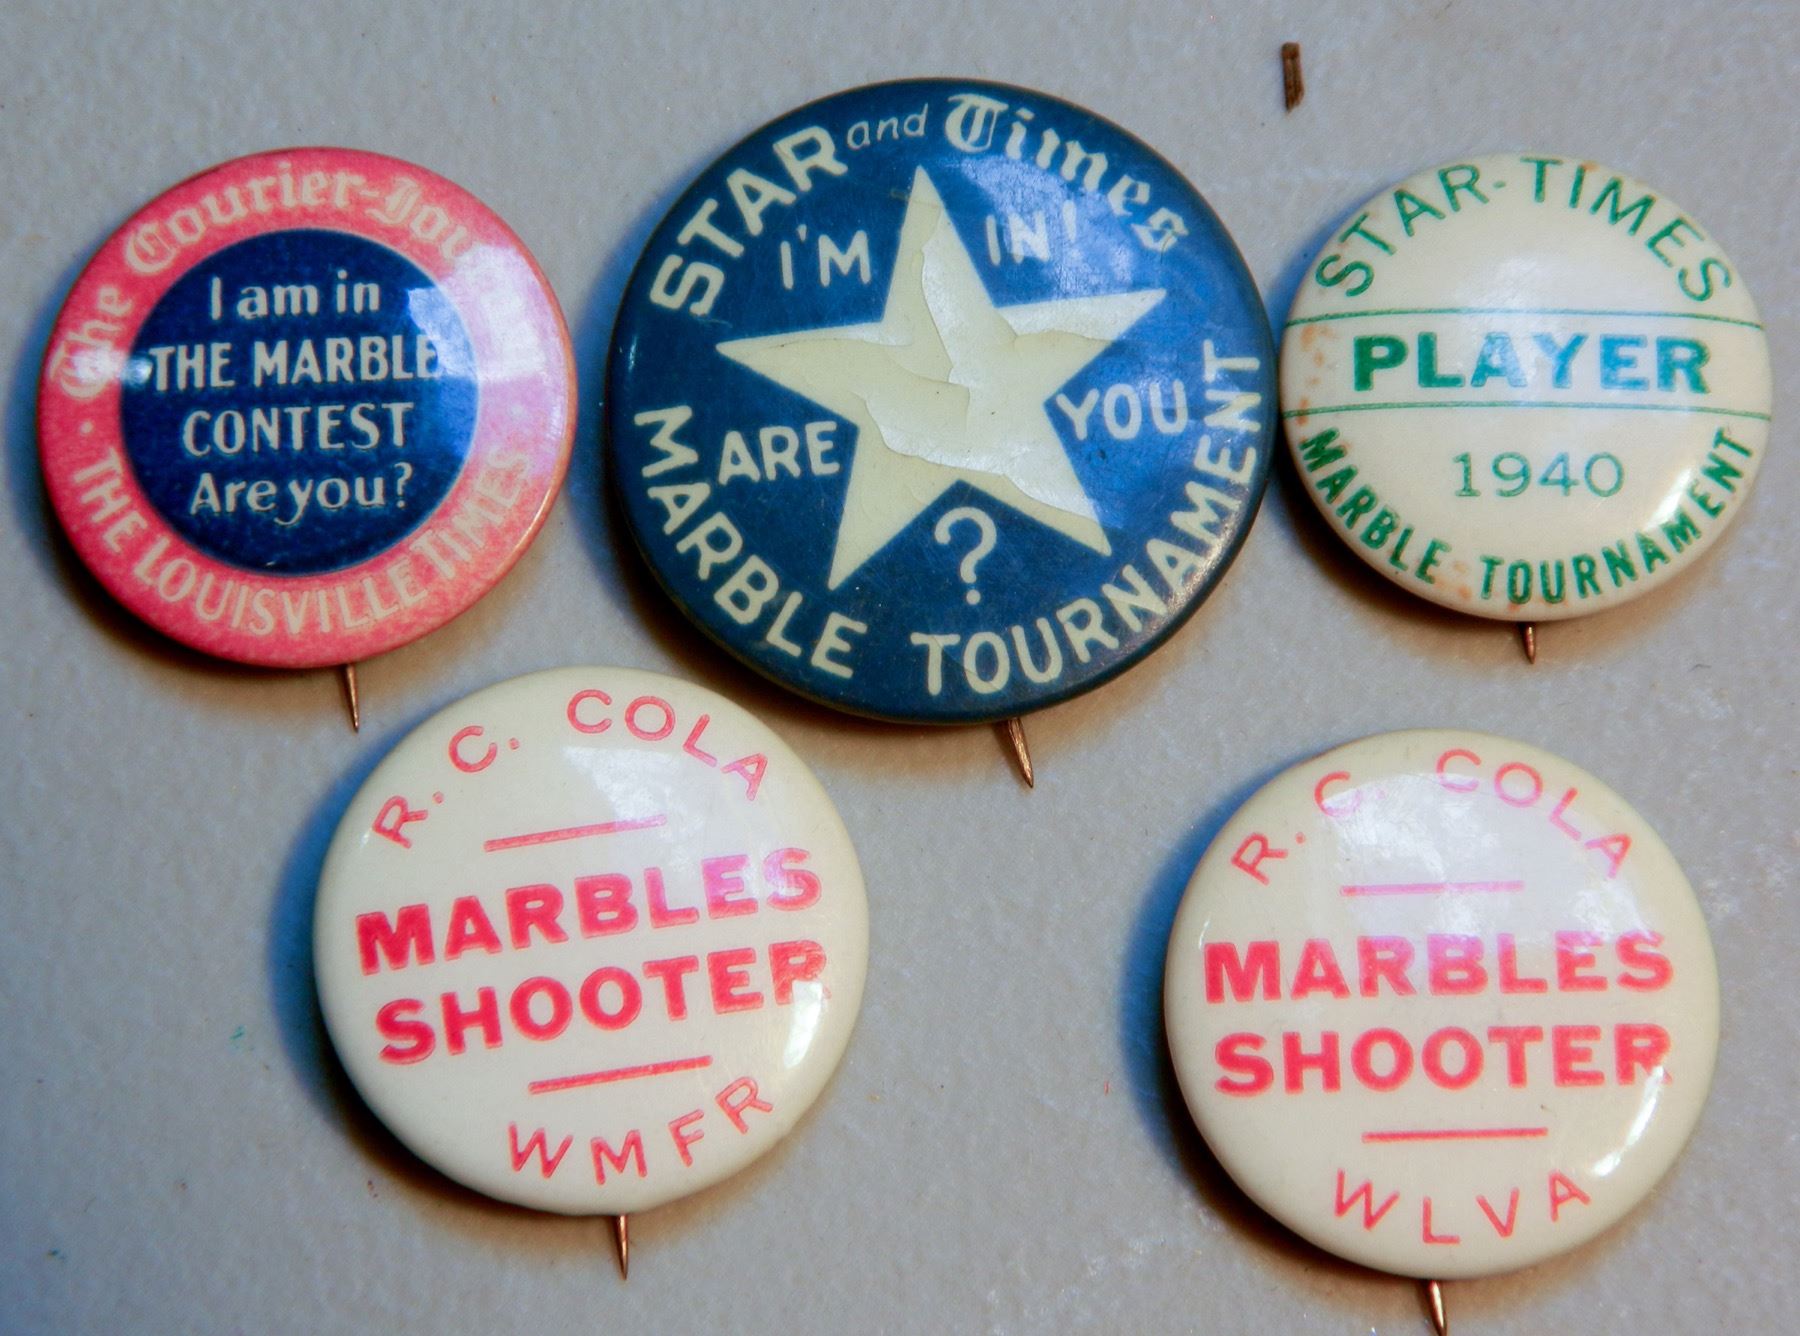 The Courier-Journal
I am in
THE MARBLE
CONTEST
Are you?
THE LOUISVILLE TIMES
STAR and Times
I'M IN!
ARE YOU
?
MARBLE TOURNAMENT
STAR-TIMES
PLAYER
1940
MARBLE TOURNAMENT
R. C. COLA
MARBLES
SHOOTER
WMFR
R. C. COLA
MARBLES
SHOOTER
WLVA